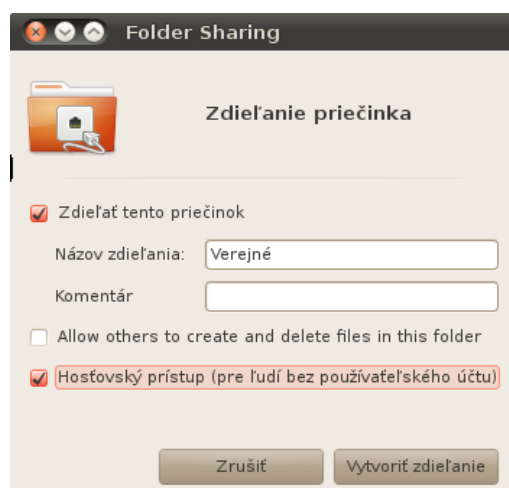 Folder Sharing
Zdieľanie priečinka
Zdieľať tento priečinok
Názov zdieľania: Verejné
Komentár
Allow others to create and delete files in this folder
Hosťovský prístup (pre ľudí bez používateľského účtu)
Zrušiť Vytvoriť zdieľanie